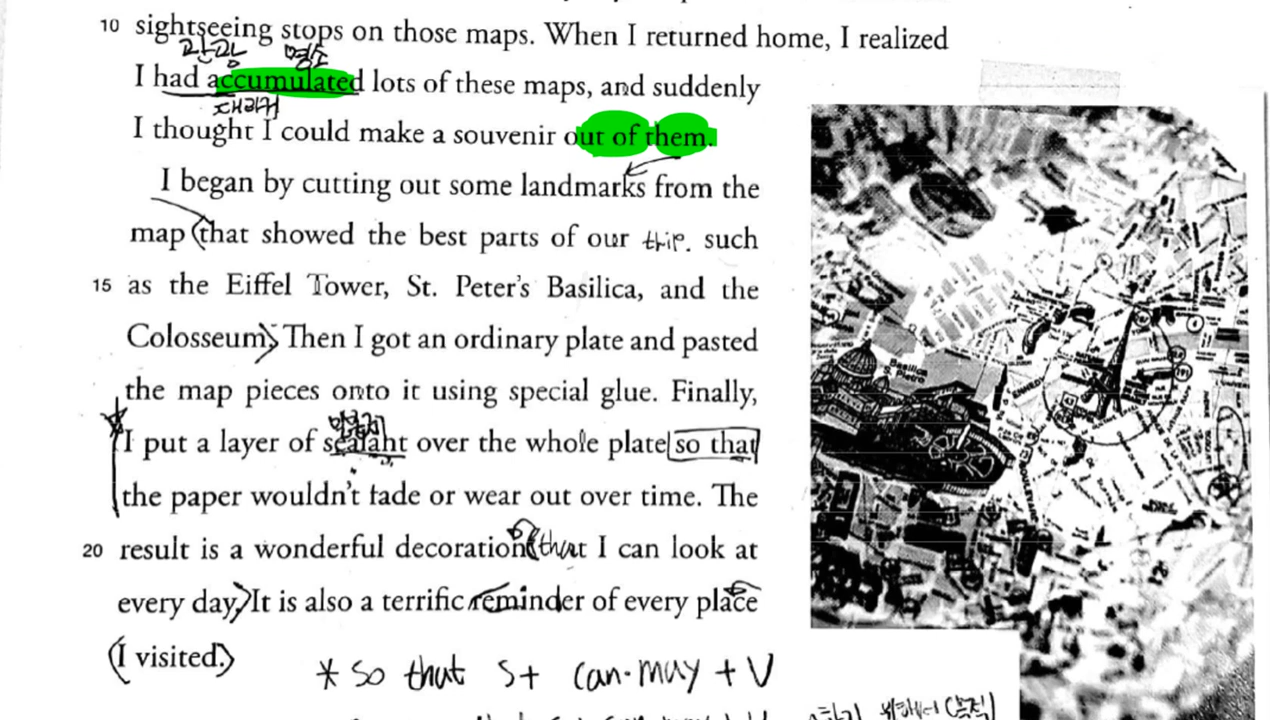 10 sightseeing stops on those maps. When I returned home, I realized
관광 명소
I had accumulated lots of these maps, and suddenly
I thought I could make a souvenir out of them.
I began by cutting out some landmarks from the
map (that showed the best parts of our trip. such
15 as the Eiffel Tower, St. Peter's Basilica, and the
Colosseum) Then I got an ordinary plate and pasted
the map pieces onto it using special glue. Finally,
I put a layer of sealant over the whole plate so that
the paper wouldn't fade or wear out over time. The
20 result is a wonderful decoration (that I can look at
every day.) It is also a terrific reminder of every place
(I visited.)
* so that S+ can·may + V
Basilica